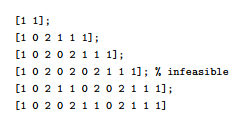 [1 1];
[1 0 2 1 1 1];
[1 0 2 0 2 1 1 1];
[1 0 2 0 2 0 2 1 1 1]; % infeasible
[1 0 2 1 1 0 2 0 2 1 1 1];
[1 0 2 0 2 1 1 0 2 1 1 1]